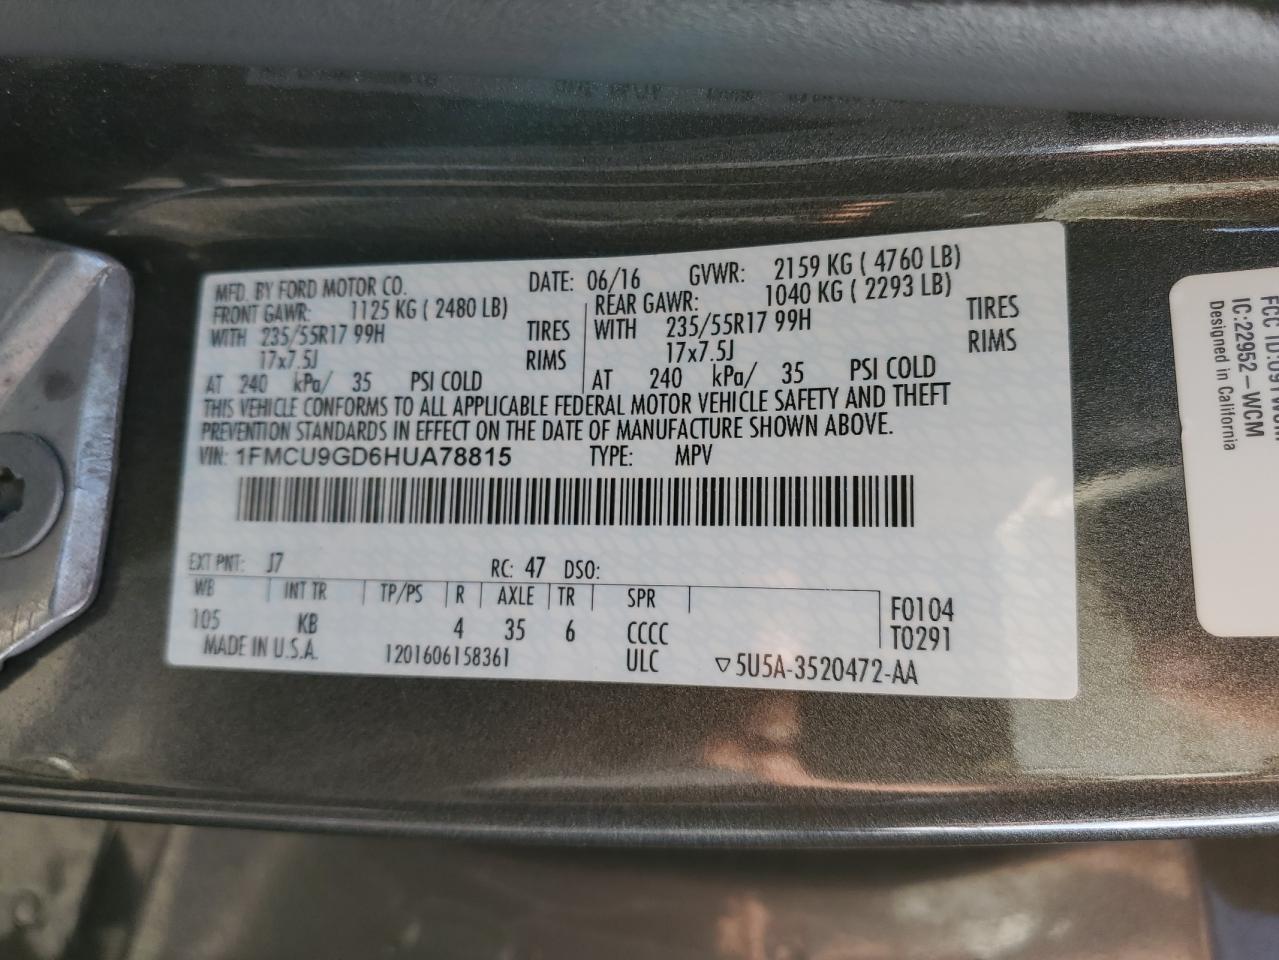 MFD. BY FORD MOTOR CO. DATE: 06/16 GVWR: 2159 KG ( 4760 LB)
FRONT GAWR: 1125 KG ( 2480 LB) REAR GAWR: 1040 KG ( 2293 LB)
WITH 235/55R17 99H TIRES WITH 235/55R17 99H TIRES
17x7.5J RIMS 17x7.5J RIMS
AT 240 kPa/ 35 PSI COLD AT 240 kPa/ 35 PSI COLD
THIS VEHICLE CONFORMS TO ALL APPLICABLE FEDERAL MOTOR VEHICLE SAFETY AND THEFT
PREVENTION STANDARDS IN EFFECT ON THE DATE OF MANUFACTURE SHOWN ABOVE.
VIN: 1FMCU9GD6HUA78815 TYPE: MPV
EXT PNT: J7 RC: 47 DSO:
WB INT TR TP/PS R AXLE TR SPR
105 KB 4 35 6 CCCC F0104
T0291
MADE IN U.S.A. 1201606158361 ULC ▽5U5A-3520472-AA
IC:22952-WCM
Designed in California